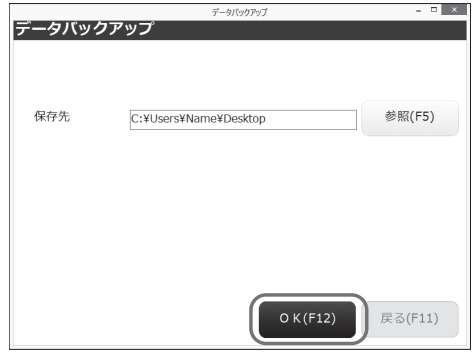 データバックアップ
データバックアップ
保存先
C:¥Users¥Name¥Desktop
参照(F5)
ＯＫ(F12)
戻る(F11)